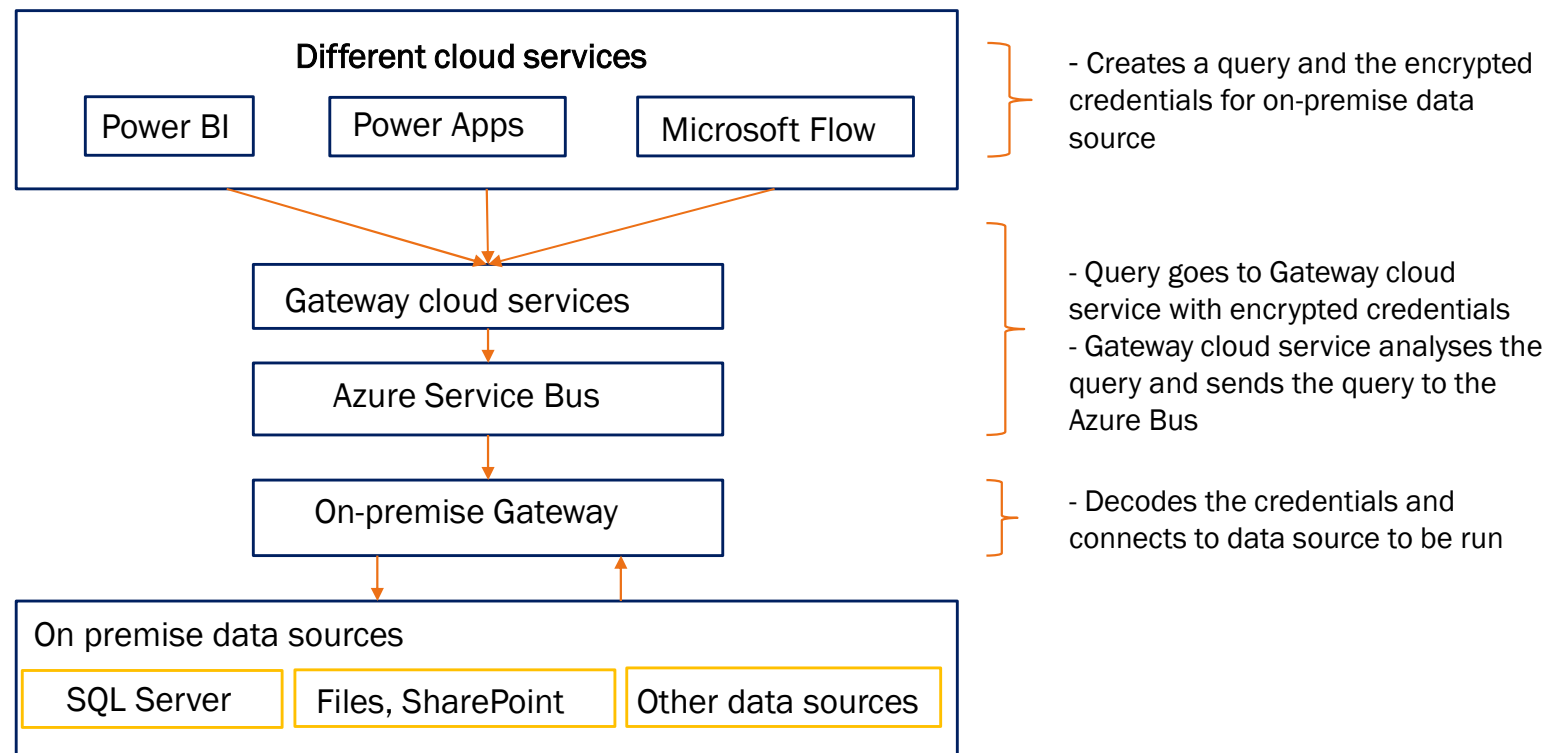 Different cloud services
Power BI
Power Apps
Microsoft Flow
- Creates a query and the encrypted
credentials for on-premise data
source
Gateway cloud services
Azure Service Bus
- Query goes to Gateway cloud
service with encrypted credentials
- Gateway cloud service analyses the
query and sends the query to the
Azure Bus
On-premise Gateway
- Decodes the credentials and
connects to data source to be run
On premise data sources
SQL Server
Files, SharePoint
Other data sources